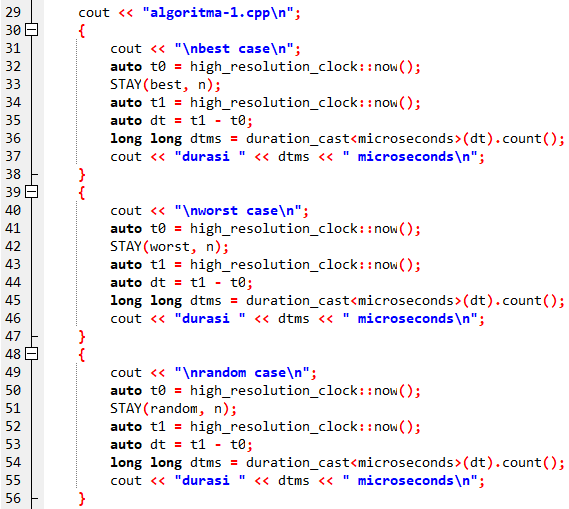 29 cout << "algoritma-1.cpp\n";
30 {
31 cout << "\nbest case\n";
32 auto t0 = high_resolution_clock::now();
33 STAY(best, n);
34 auto t1 = high_resolution_clock::now();
35 auto dt = t1 - t0;
36 long long dtms = duration_cast<microseconds>(dt).count();
37 cout << "durasi " << dtms << " microseconds\n";
38 }
39 {
40 cout << "\nworst case\n";
41 auto t0 = high_resolution_clock::now();
42 STAY(worst, n);
43 auto t1 = high_resolution_clock::now();
44 auto dt = t1 - t0;
45 long long dtms = duration_cast<microseconds>(dt).count();
46 cout << "durasi " << dtms << " microseconds\n";
47 }
48 {
49 cout << "\nrandom case\n";
50 auto t0 = high_resolution_clock::now();
51 STAY(random, n);
52 auto t1 = high_resolution_clock::now();
53 auto dt = t1 - t0;
54 long long dtms = duration_cast<microseconds>(dt).count();
55 cout << "durasi " << dtms << " microseconds\n";
56 }